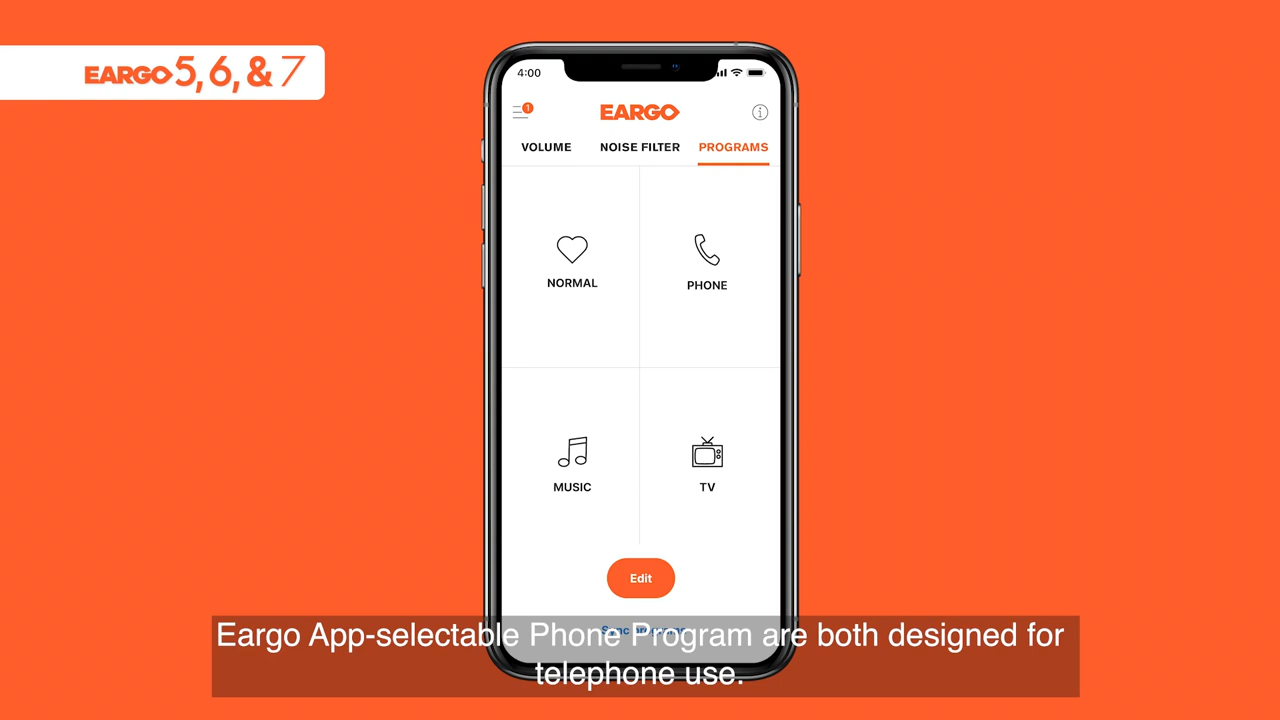 EARGO 5, 6, & 7
4:00
1
EARGO
VOLUME NOISE FILTER PROGRAMS
NORMAL
PHONE
MUSIC
TV
Edit
Eargo App-selectable Phone Program are both designed for
telephone use.